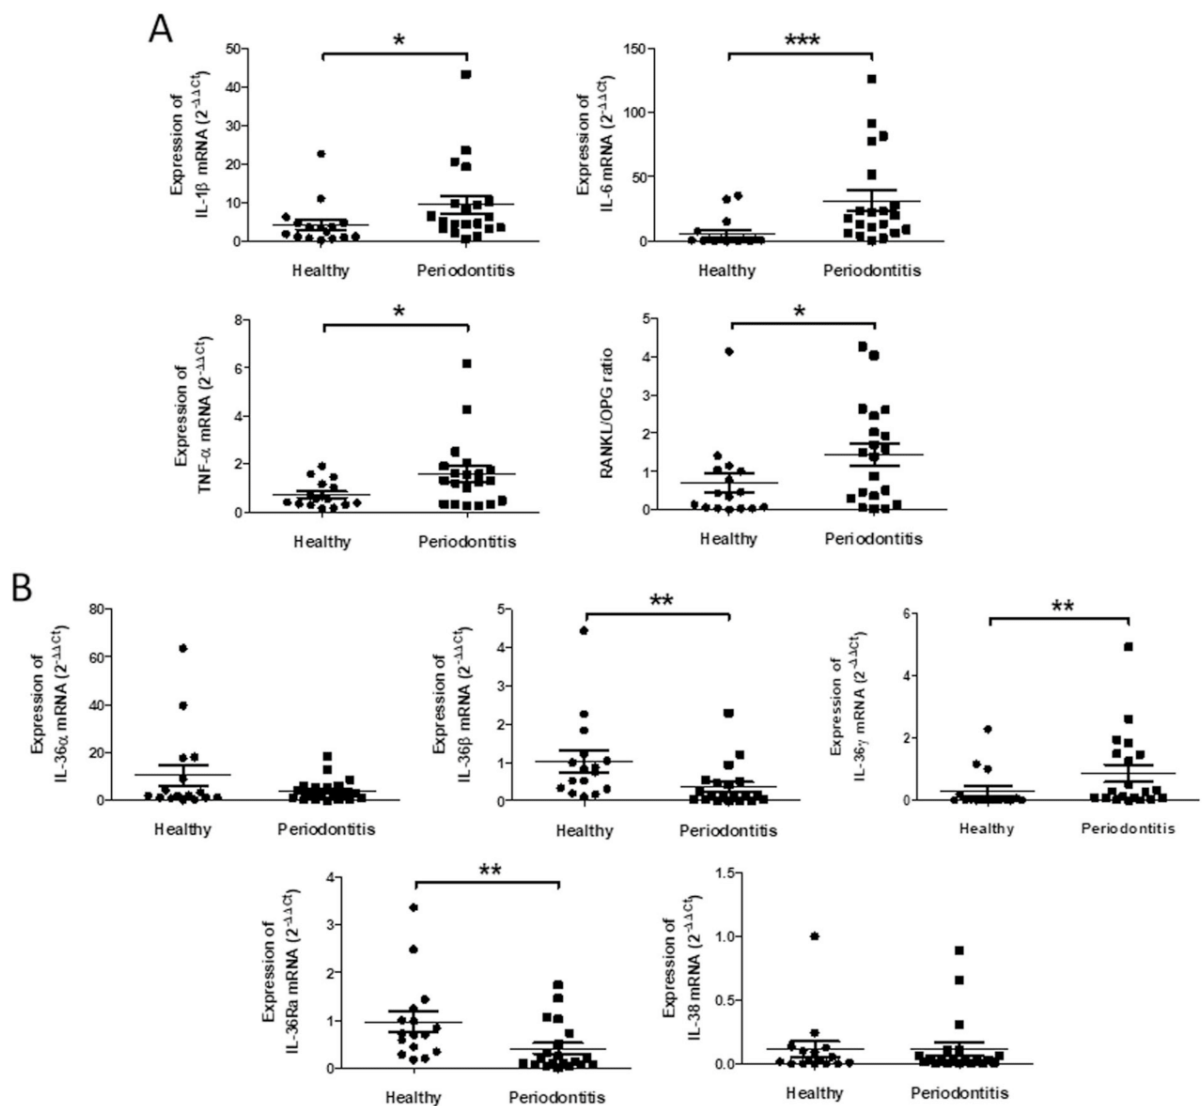 A
*
Expression of
IL-1β mRNA (2-ΔΔCt)
50
40
30
20
10
0
Healthy Periodontitis
***
Expression of
IL-6 mRNA (2-ΔΔCt)
150
100
50
0
Healthy Periodontitis
*
Expression of
TNF-α mRNA (2-ΔΔCt)
8
6
4
2
0
Healthy Periodontitis
*
RANKL/OPG ratio
5
4
3
2
1
0
Healthy Periodontitis
B
Expression of
IL-36α mRNA (2-ΔΔCt)
80
60
40
20
0
Healthy Periodontitis
**
Expression of
IL-36β mRNA (2-ΔΔCt)
5
4
3
2
1
0
Healthy Periodontitis
**
Expression of
IL-36γ mRNA (2-ΔΔCt)
6
4
2
0
Healthy Periodontitis
**
Expression of
IL-36Ra mRNA (2-ΔΔCt)
4
3
2
1
0
Healthy Periodontitis
Expression of
IL-38 mRNA (2-ΔΔCt)
1.5
1.0
0.5
0.0
Healthy Periodontitis